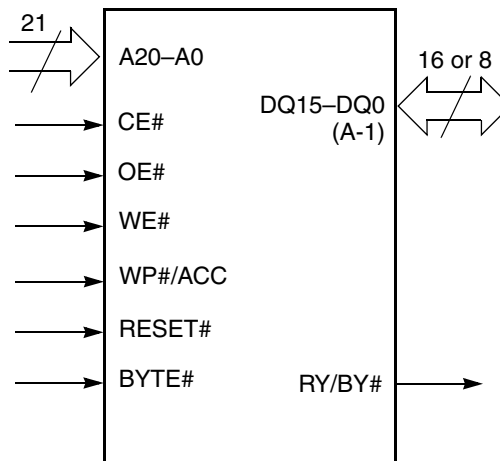 21
A20–A0
16 or 8
DQ15–DQ0
(A-1)
CE#
OE#
WE#
WP#/ACC
RESET#
BYTE#
RY/BY#